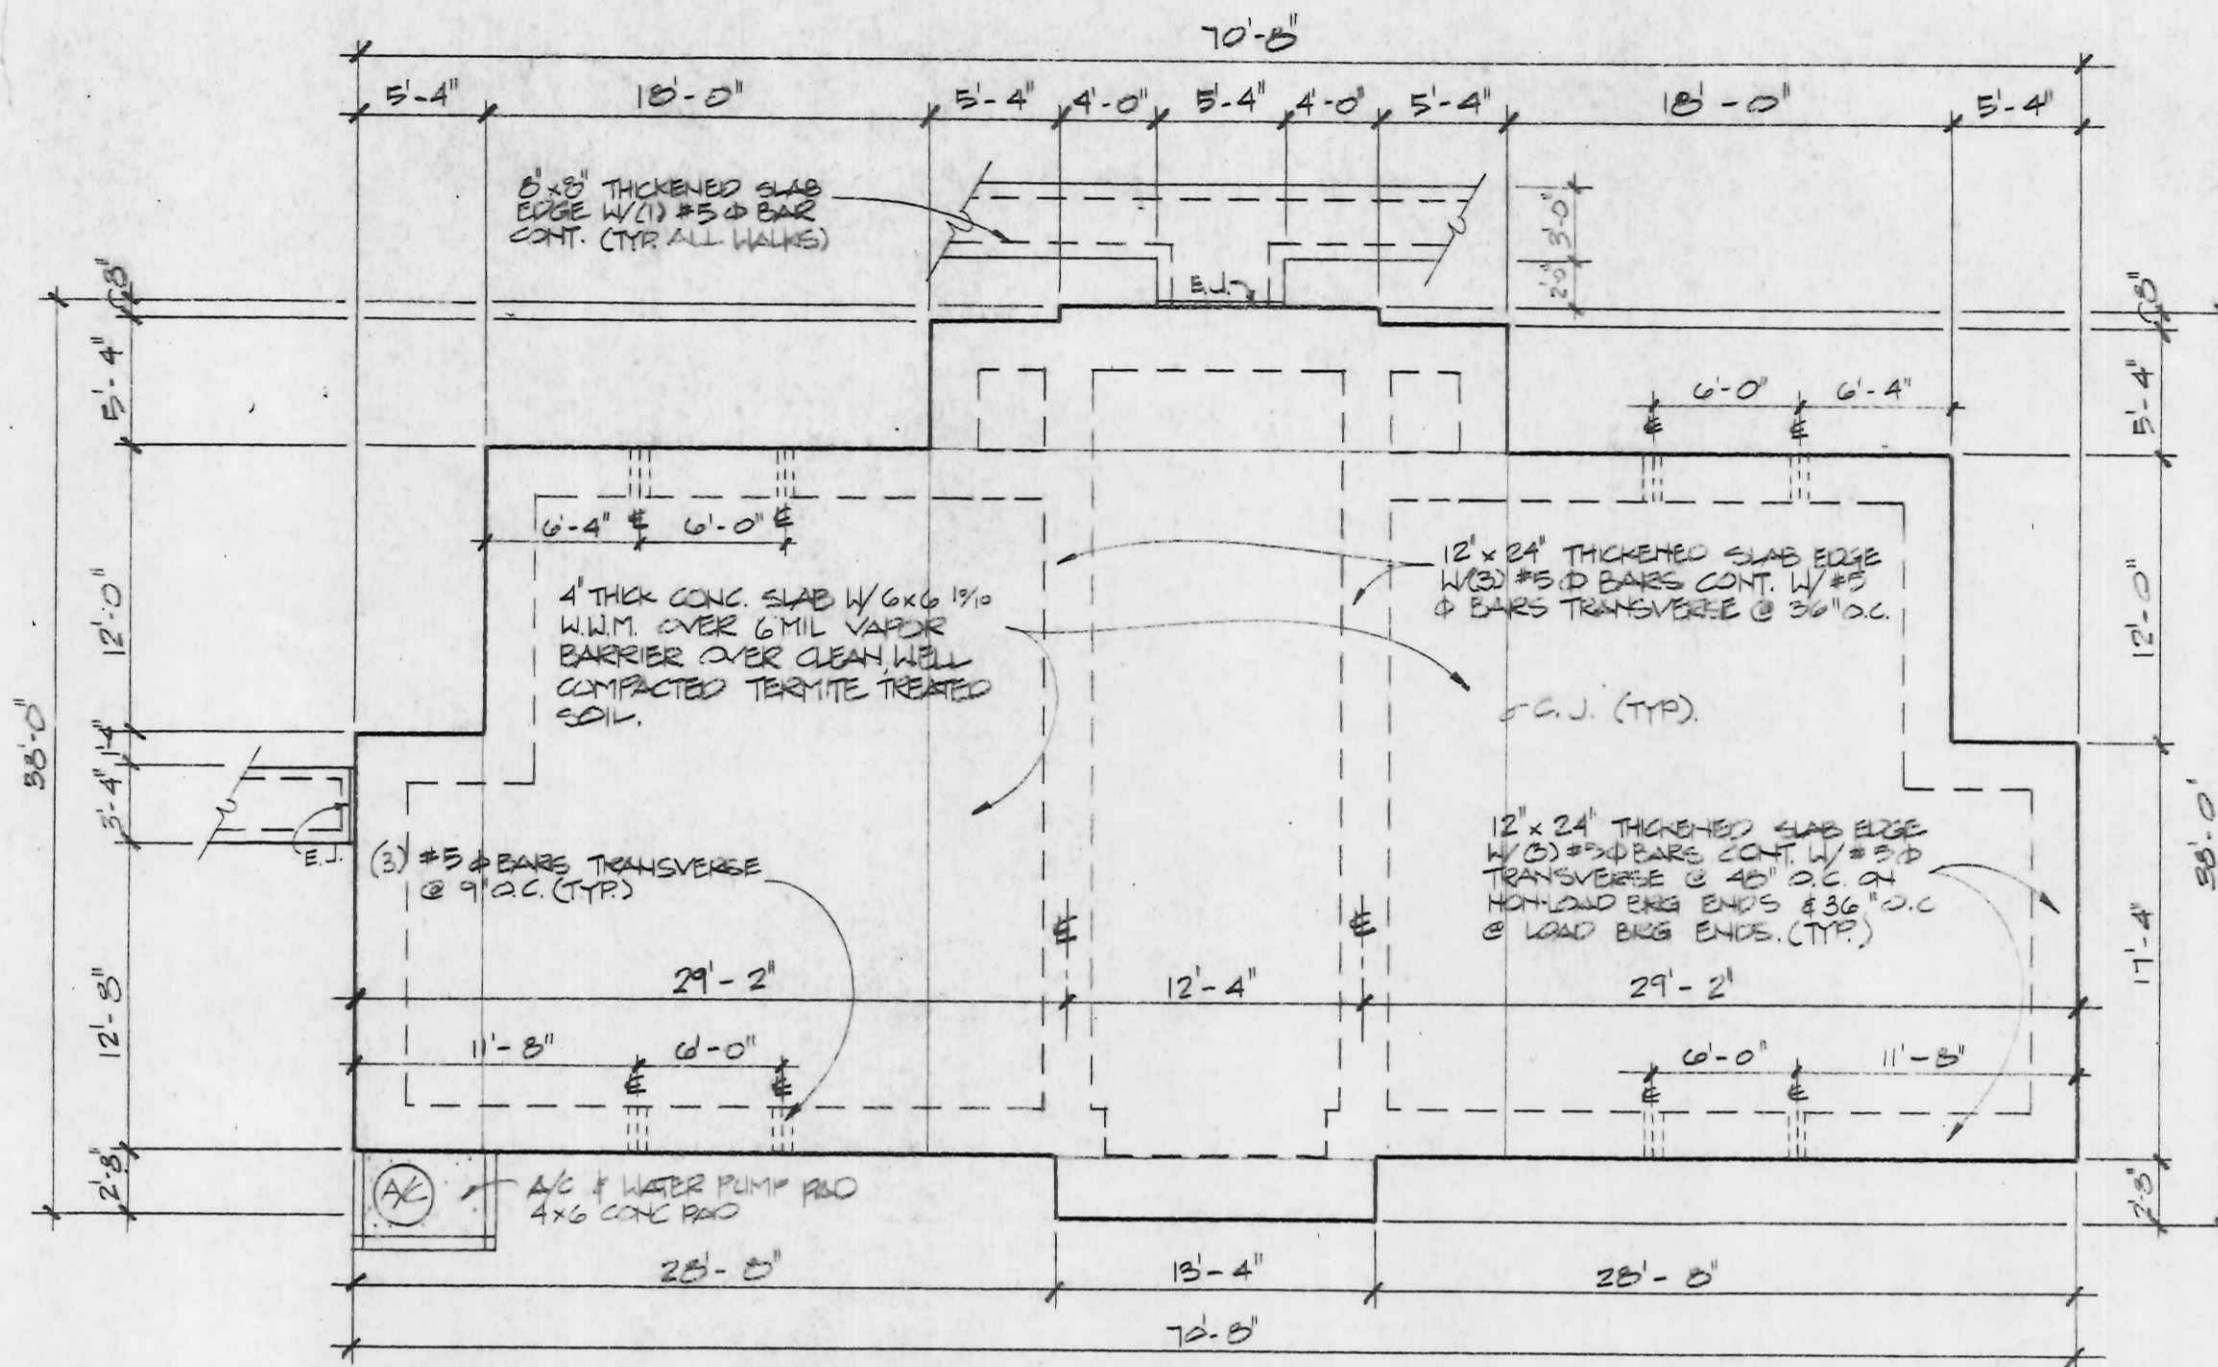 70'-8"
5'-4" 18'-0" 5'-4" 4'-0" 5'-4" 4'-0" 5'-4" 18'-0" 5'-4"
8"x8" THICKENED SLAB
EDGE W/(1) #5 Φ BAR
CONT. (TYP. ALL WALKS)
3'-0"
2'-0"
E.J.
8"
5'-4"
12'-0"
1'-4"
3'-4"
12'-8"
2'-8"
38'-0"
8"
5'-4"
12'-0"
17'-4"
2'-8"
38'-0"
6'-0" 6'-4"
℄ ℄
6'-4" ℄ 6'-0" ℄
12" x 24" THICKENED SLAB EDGE
W/(3) #5 Φ BARS CONT. W/ #5
Φ BARS TRANSVERSE @ 36" O.C.
4" THICK CONC. SLAB W/ 6x6 10/10
W.W.M. OVER 6 MIL VAPOR
BARRIER OVER CLEAN, WELL
COMPACTED TERMITE TREATED
SOIL.
C.J. (TYP).
E.J.
(3) #5 Φ BARS TRANSVERSE
@ 9" O.C. (TYP.)
12" x 24" THICKENED SLAB EDGE
W/ (3) #5 Φ BARS CONT. W/ #5 Φ
TRANSVERSE @ 48" O.C. ON
NON-LOAD BRG ENDS & 36" O.C
@ LOAD BRG ENDS. (TYP.)
℄ ℄
29'-2" 12'-4" 29'-2"
11'-8" 6'-0" 6'-0" 11'-8"
℄ ℄ ℄ ℄
A/C
A/C & WATER PUMP PAD
4x6 CONC PAD
28'-8" 13'-4" 28'-8"
70'-8"